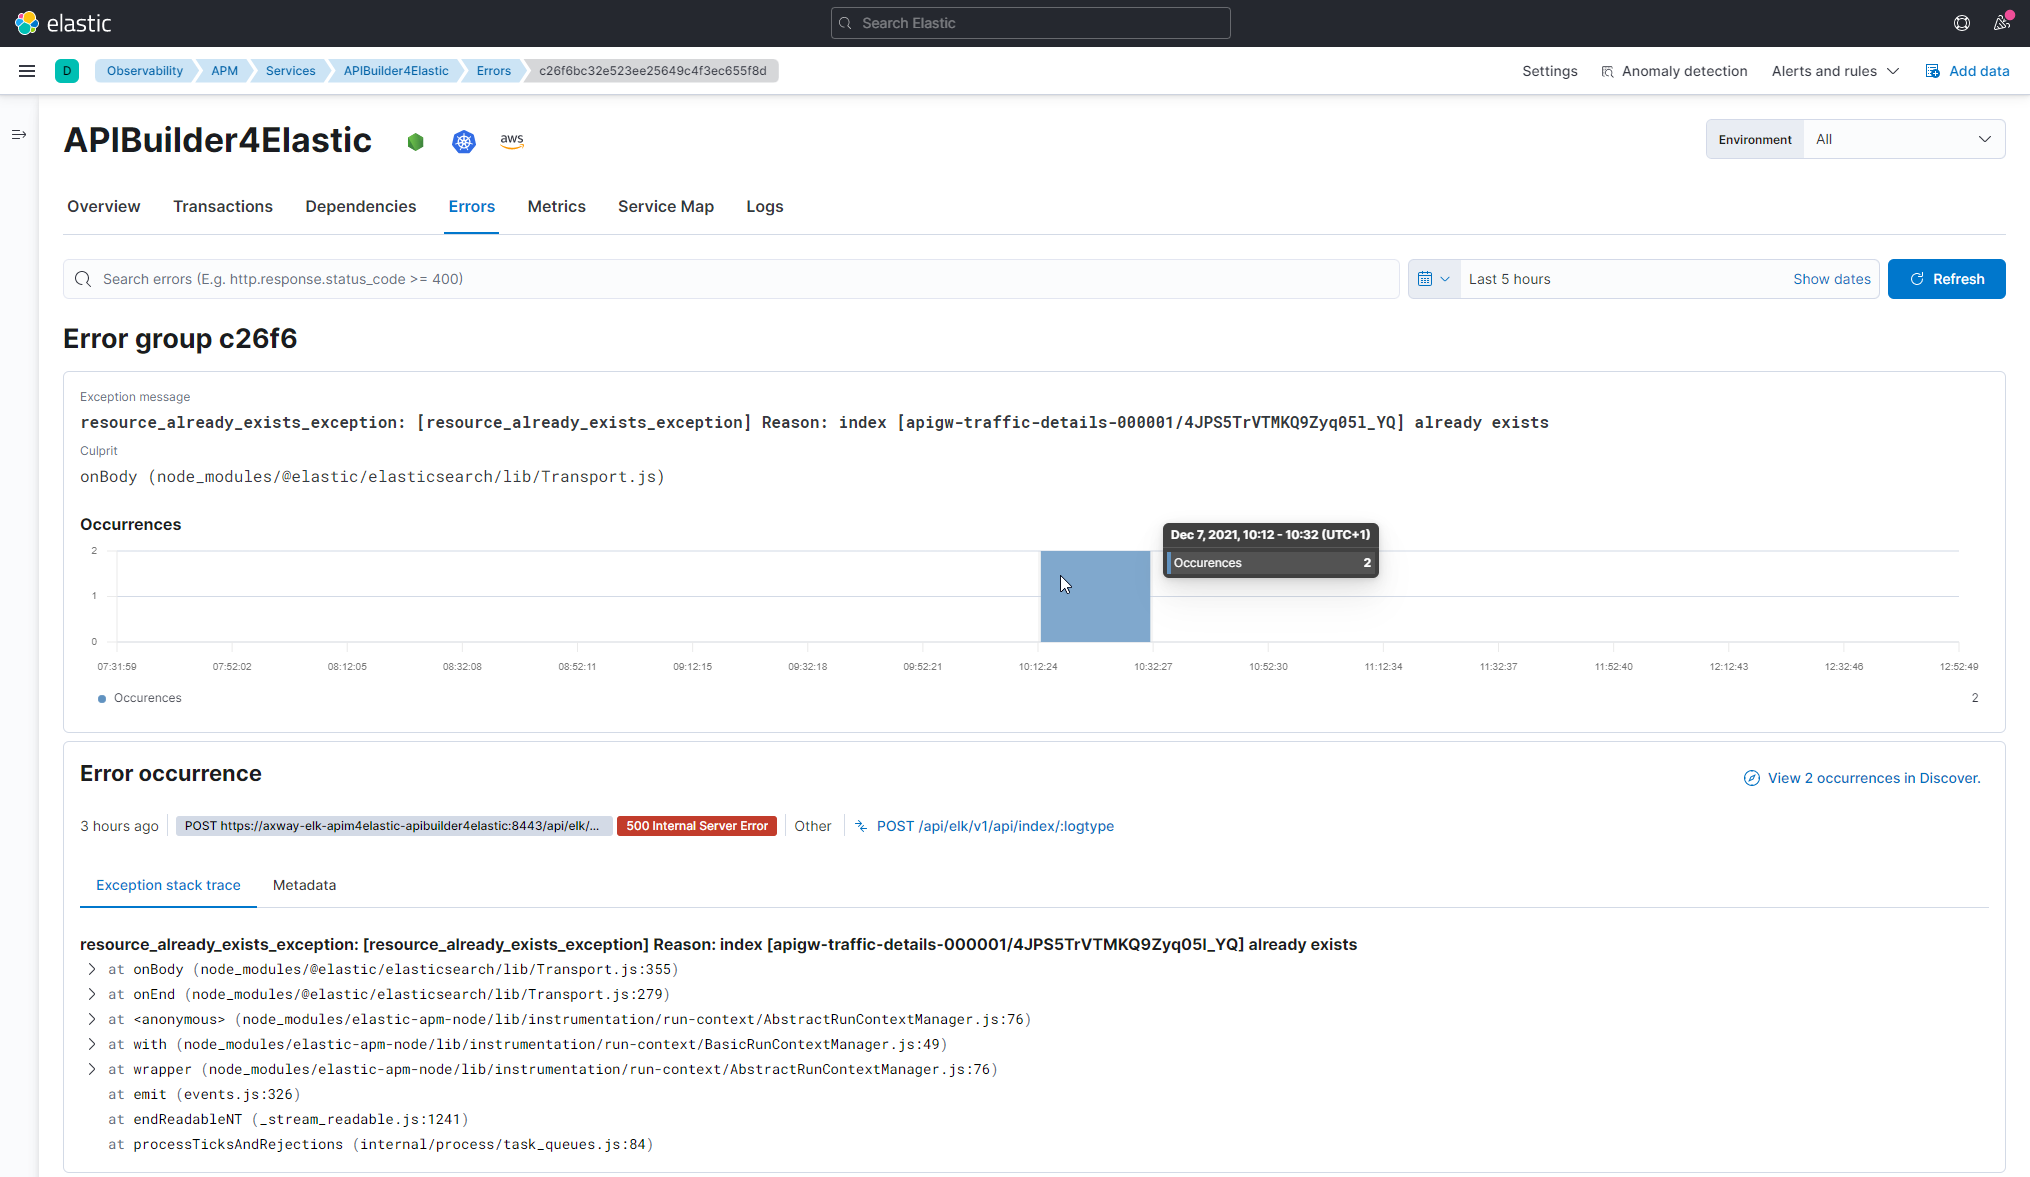 elastic
Search Elastic
D
Observability
APM
Services
APIBuilder4Elastic
Errors
c26f6bc32e523ee25649c4f3ec655f8d
Settings
Anomaly detection
Alerts and rules
Add data
APIBuilder4Elastic
aws
Environment
All
Overview
Transactions
Dependencies
Errors
Metrics
Service Map
Logs
Search errors (E.g. http.response.status_code >= 400)
Last 5 hours
Show dates
Refresh
Error group c26f6
Exception message
resource_already_exists_exception: [resource_already_exists_exception] Reason: index [apigw-traffic-details-000001/4JPS5TrVTMKQ9Zyq05l_YQ] already exists
Culprit
onBody (node_modules/@elastic/elasticsearch/lib/Transport.js)
Occurrences
Dec 7, 2021, 10:12 - 10:32 (UTC+1)
Occurences 2
2
1
0
07:31:59 07:52:02 08:12:05 08:32:08 08:52:11 09:12:15 09:32:18 09:52:21 10:12:24 10:32:27 10:52:30 11:12:34 11:32:37 11:52:40 12:12:43 12:32:46 12:52:49
Occurences 2
Error occurrence
View 2 occurrences in Discover.
3 hours ago
POST https://axway-elk-apim4elastic-apibuilder4elastic:8443/api/elk/...
500 Internal Server Error
Other
POST /api/elk/v1/api/index/:logtype
Exception stack trace
Metadata
resource_already_exists_exception: [resource_already_exists_exception] Reason: index [apigw-traffic-details-000001/4JPS5TrVTMKQ9Zyq05l_YQ] already exists
at onBody (node_modules/@elastic/elasticsearch/lib/Transport.js:355)
at onEnd (node_modules/@elastic/elasticsearch/lib/Transport.js:279)
at <anonymous> (node_modules/elastic-apm-node/lib/instrumentation/run-context/AbstractRunContextManager.js:76)
at with (node_modules/elastic-apm-node/lib/instrumentation/run-context/BasicRunContextManager.js:49)
at wrapper (node_modules/elastic-apm-node/lib/instrumentation/run-context/AbstractRunContextManager.js:76)
at emit (events.js:326)
at endReadableNT (_stream_readable.js:1241)
at processTicksAndRejections (internal/process/task_queues.js:84)